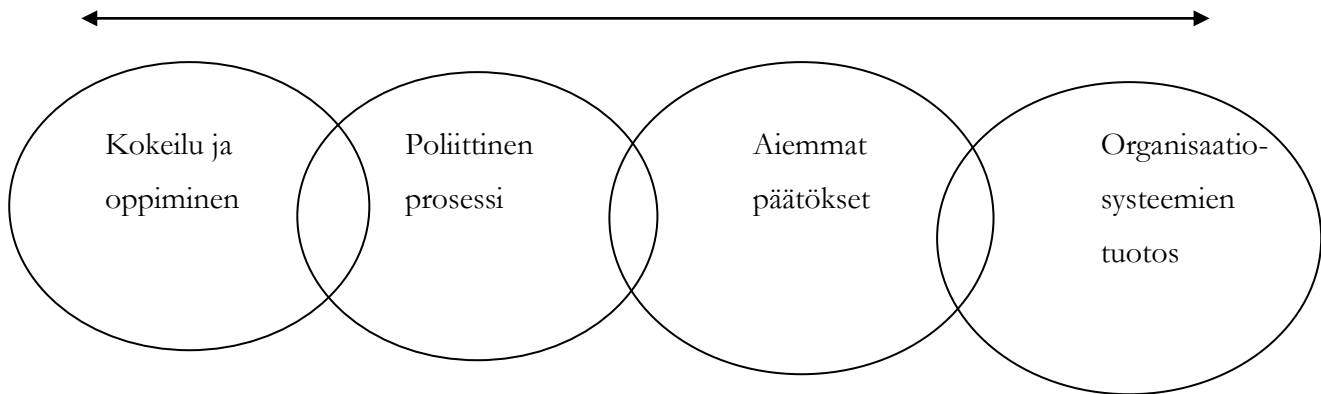 Kokeilu ja
oppiminen
Poliittinen
prosessi
Aiemmat
päätökset
Organisaatio-
systeemien
tuotos